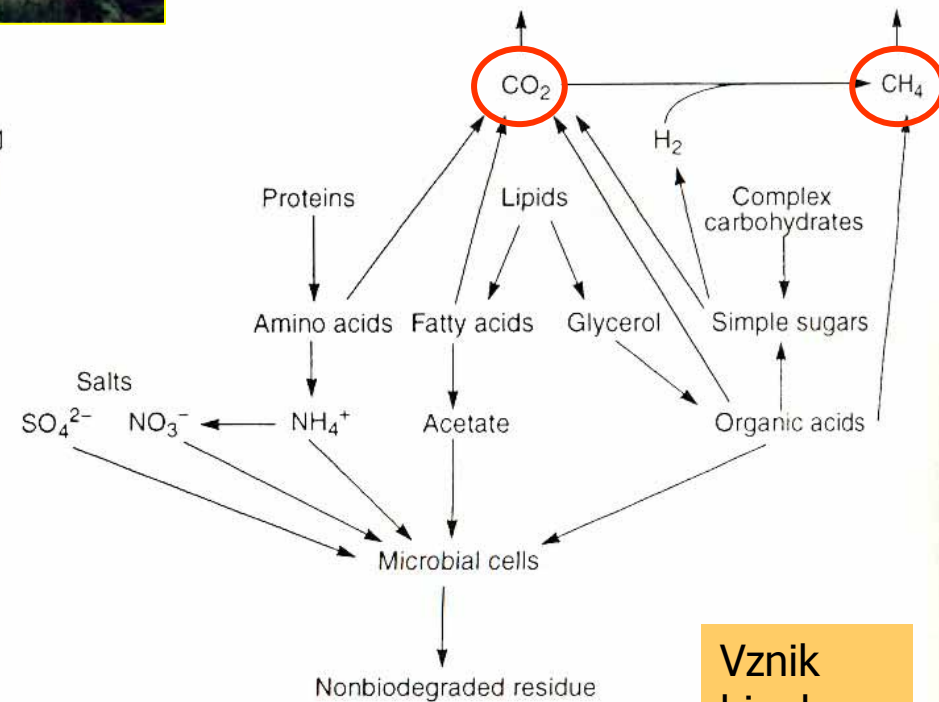 CO₂
CH₄
H₂
Proteins
Lipids
Complex
carbohydrates
Amino acids
Fatty acids
Glycerol
Simple sugars
Salts
SO₄²⁻
NO₃⁻
NH₄⁺
Acetate
Organic acids
Microbial cells
Nonbiodegraded residue
Vznik